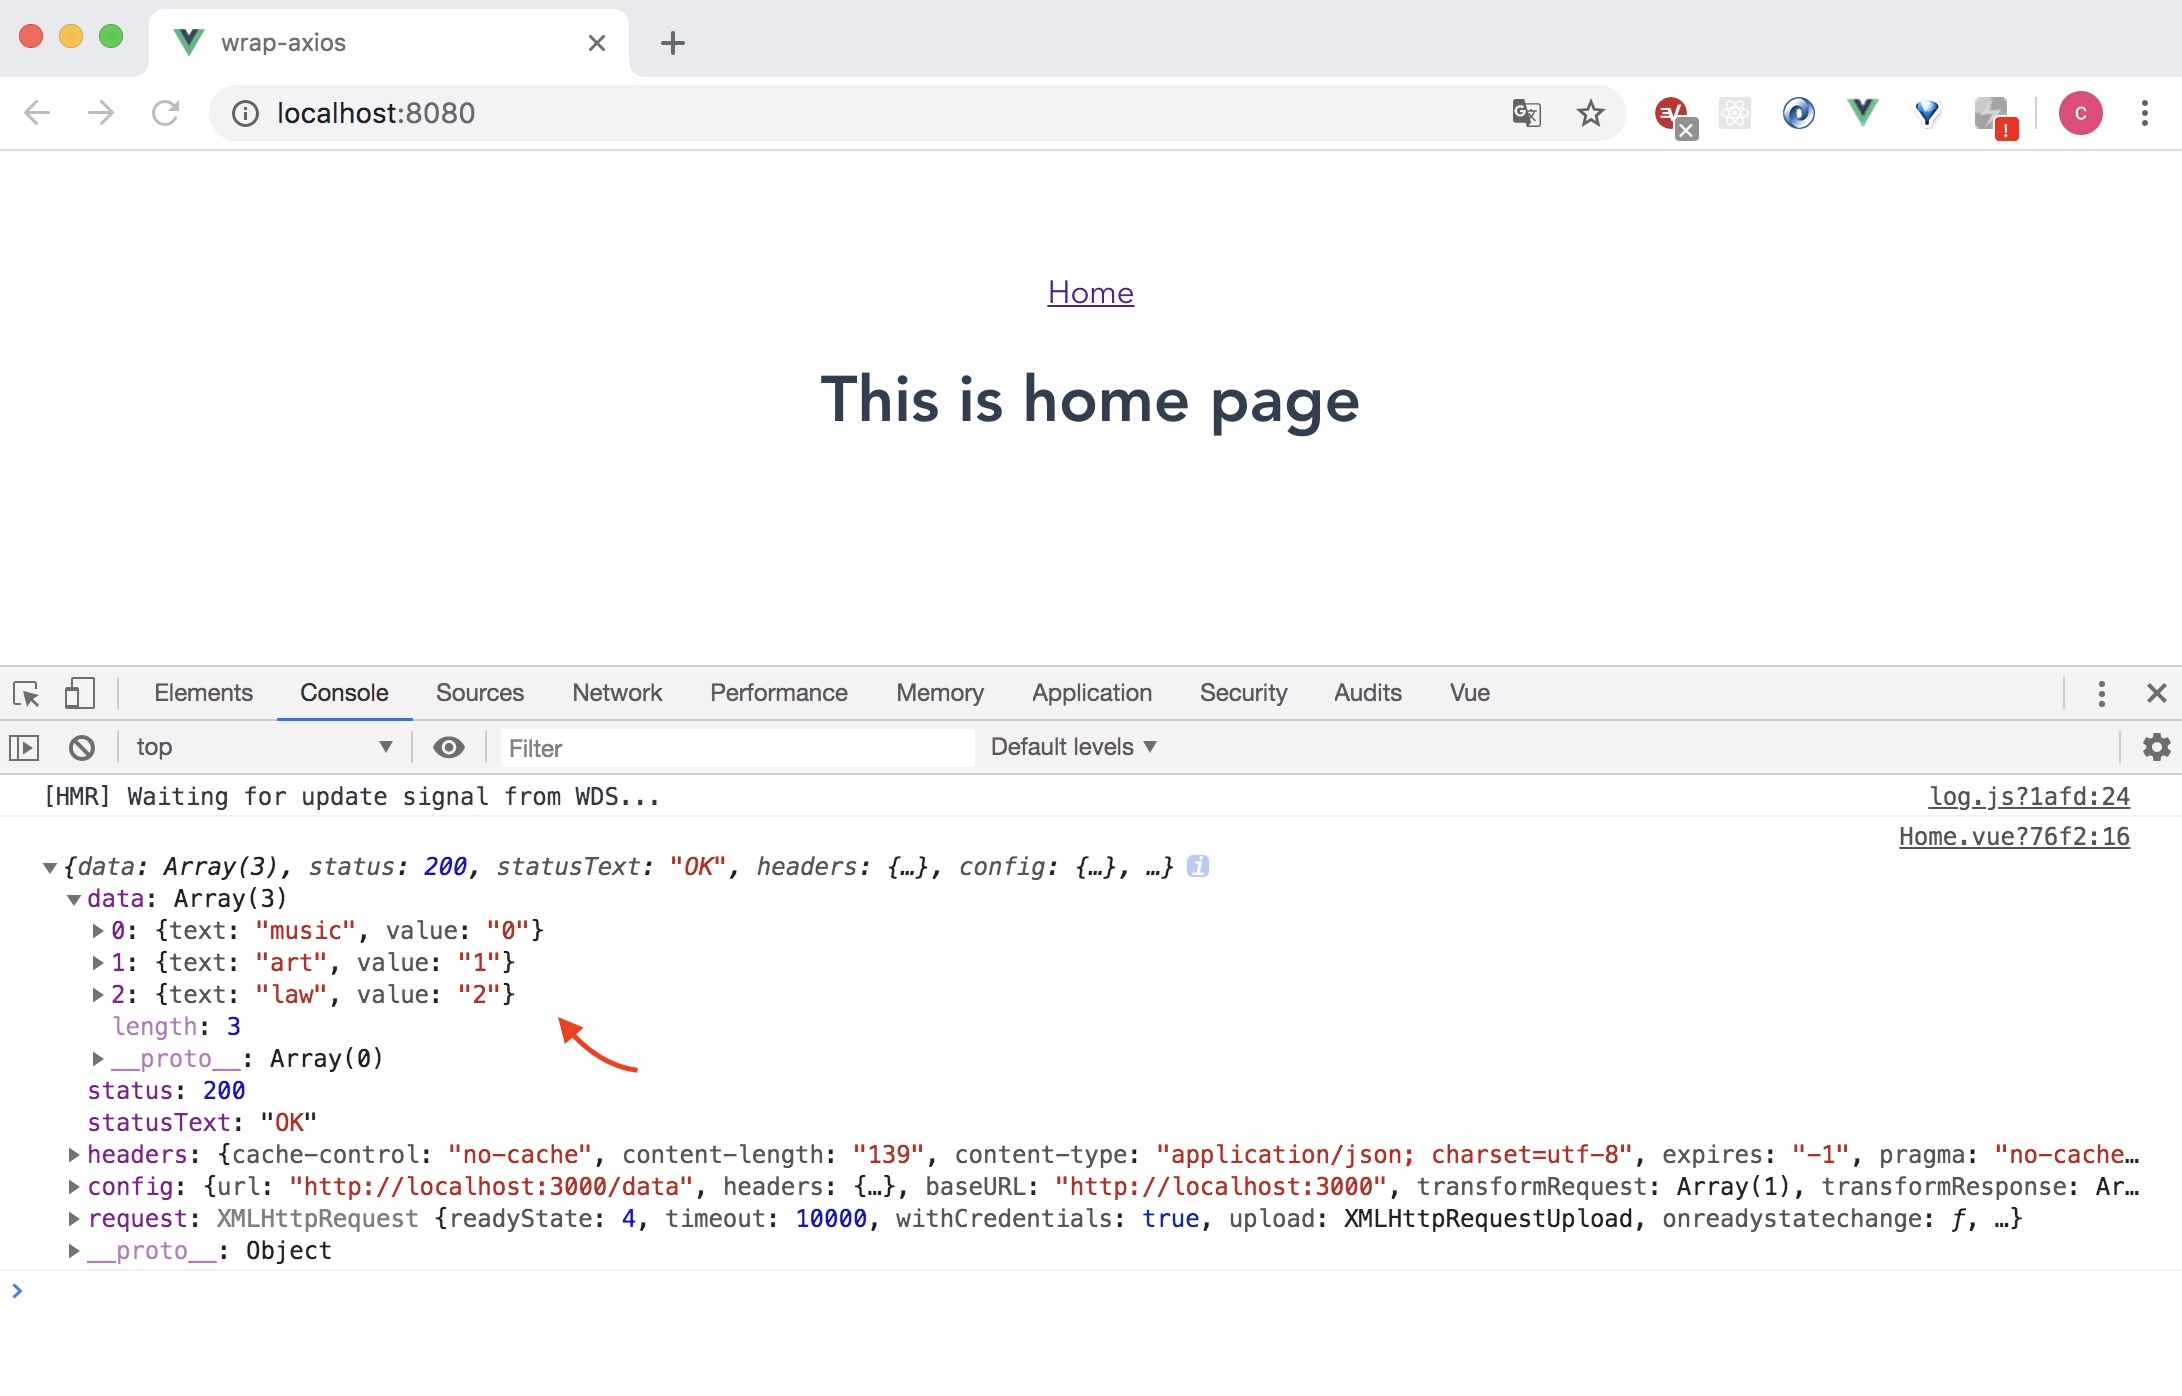 wrap-axios
localhost:8080
C
Home
This is home page
Elements Console Sources Network Performance Memory Application Security Audits Vue
top Filter Default levels
[HMR] Waiting for update signal from WDS... log.js?1afd:24
Home.vue?76f2:16
{data: Array(3), status: 200, statusText: "OK", headers: {…}, config: {…}, …} i
data: Array(3)
0: {text: "music", value: "0"}
1: {text: "art", value: "1"}
2: {text: "law", value: "2"}
length: 3
__proto__: Array(0)
status: 200
statusText: "OK"
headers: {cache-control: "no-cache", content-length: "139", content-type: "application/json; charset=utf-8", expires: "-1", pragma: "no-cache…
config: {url: "http://localhost:3000/data", headers: {…}, baseURL: "http://localhost:3000", transformRequest: Array(1), transformResponse: Ar…
request: XMLHttpRequest {readyState: 4, timeout: 10000, withCredentials: true, upload: XMLHttpRequestUpload, onreadystatechange: ƒ, …}
__proto__: Object